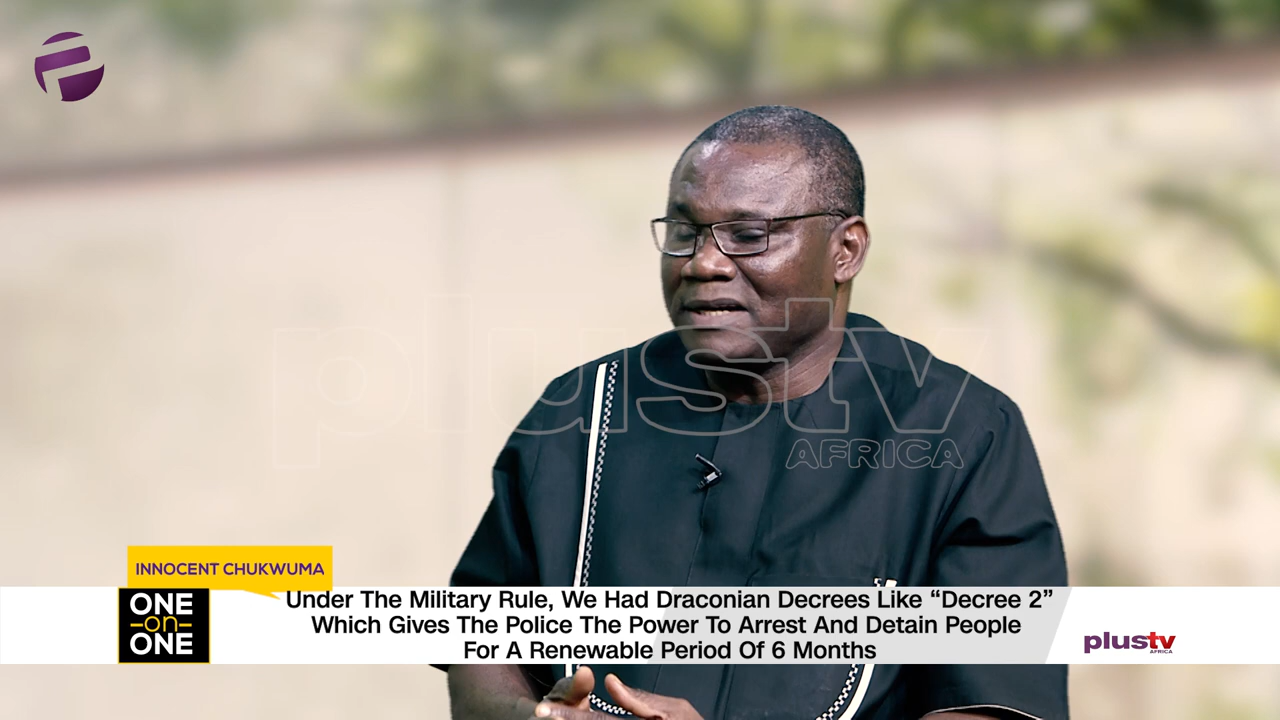 plustv
AFRICA
INNOCENT CHUKWUMA
ONE
-on-
ONE
Under The Military Rule, We Had Draconian Decrees Like “Decree 2”
Which Gives The Police The Power To Arrest And Detain People
For A Renewable Period Of 6 Months
plustv
AFRICA